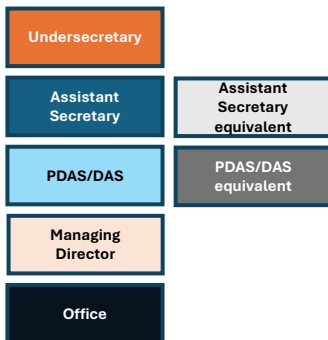 Undersecretary
Assistant
Secretary
Assistant
Secretary
equivalent
PDAS/DAS
PDAS/DAS
equivalent
Managing
Director
Office